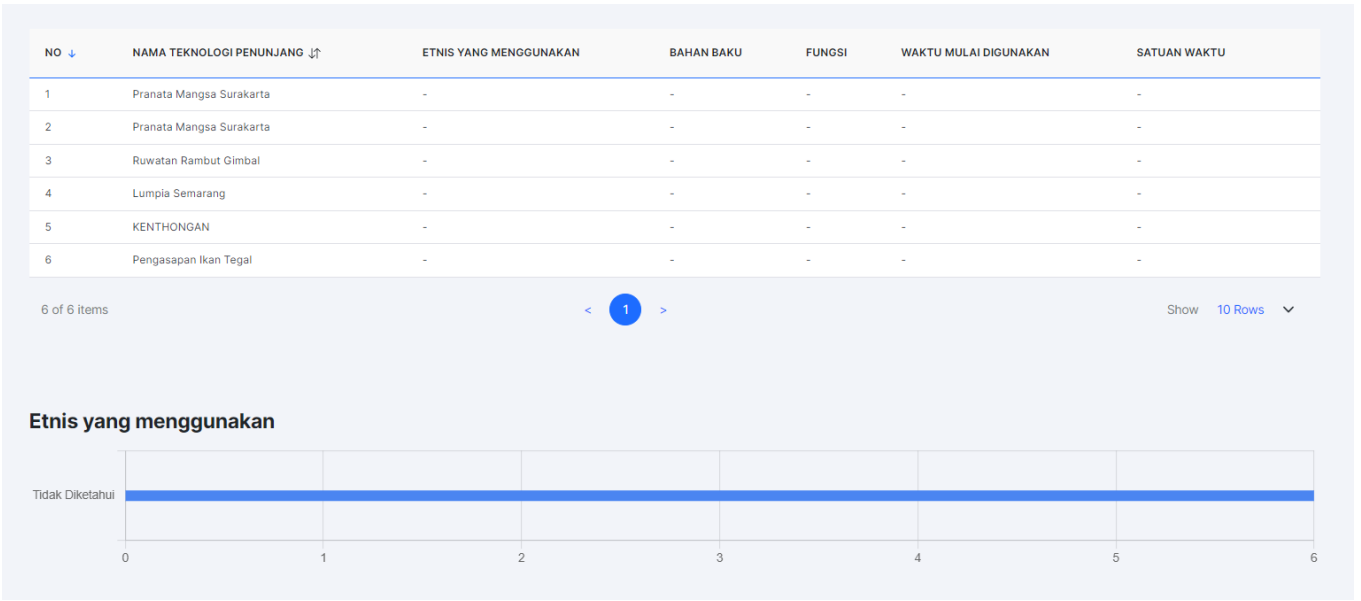 NO NAMA TEKNOLOGI PENUNJANG ETNIS YANG MENGGUNAKAN BAHAN BAKU FUNGSI WAKTU MULAI DIGUNAKAN SATUAN WAKTU
1 Pranata Mangsa Surakarta - - - - -
2 Pranata Mangsa Surakarta - - - - -
3 Ruwatan Rambut Gimbal - - - - -
4 Lumpia Semarang - - - - -
5 KENTHONGAN - - - - -
6 Pengasapan Ikan Tegal - - - - -
6 of 6 items < 1 > Show 10 Rows
Etnis yang menggunakan
Tidak Diketahui
0 1 2 3 4 5 6